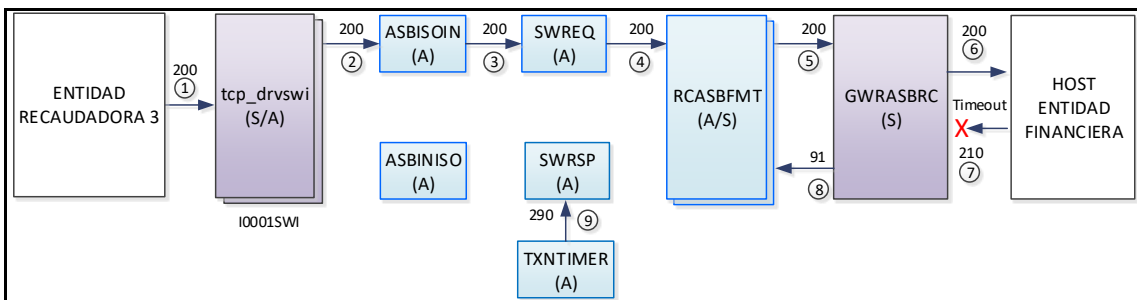 ENTIDAD
RECAUDADORA 3
200
1
tcp_drvswi
(S/A)
I0001SWI
200
2
ASBISOIN
(A)
200
3
SWREQ
(A)
200
4
RCASBFMT
(A/S)
200
5
GWRASBRC
(S)
200
6
HOST
ENTIDAD
FINANCIERA
Timeout
X
210
7
91
8
ASBINISO
(A)
SWRSP
(A)
290
9
TXNTIMER
(A)